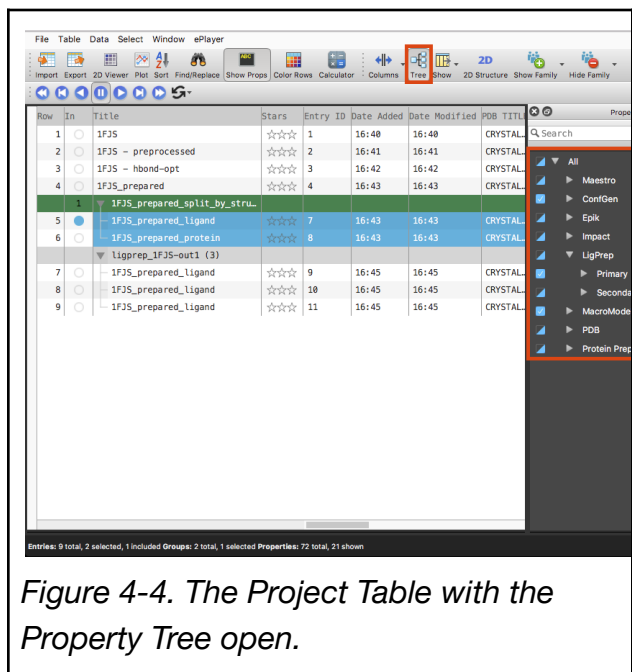 File Table Data Select Window ePlayer
Import Export 2D Viewer Plot Sort Find/Replace Show Props Color Rows Calculator Columns Tree Show 2D Structure Show Family Hide Family
Row In Title Stars Entry ID Date Added Date Modified PDB TITL
1 1FJS 1 16:40 16:40 CRYSTAL…
2 1FJS - preprocessed 2 16:41 16:41 CRYSTAL…
3 1FJS - hbond-opt 3 16:42 16:42 CRYSTAL…
4 1FJS_prepared 4 16:43 16:43 CRYSTAL…
1 1FJS_prepared_split_by_stru…
5 1FJS_prepared_ligand 7 16:43 16:43 CRYSTAL…
6 1FJS_prepared_protein 8 16:43 16:43 CRYSTAL…
ligprep_1FJS-out1 (3)
7 1FJS_prepared_ligand 9 16:45 16:45 CRYSTAL…
8 1FJS_prepared_ligand 10 16:45 16:45 CRYSTAL…
9 1FJS_prepared_ligand 11 16:45 16:45 CRYSTAL…
Prope
Search
All
Maestro
ConfGen
Epik
Impact
LigPrep
Primary
Seconda
MacroMode
PDB
Protein Prep
Entries: 9 total, 2 selected, 1 included Groups: 2 total, 1 selected Properties: 72 total, 21 shown
Figure 4-4. The Project Table with the
Property Tree open.